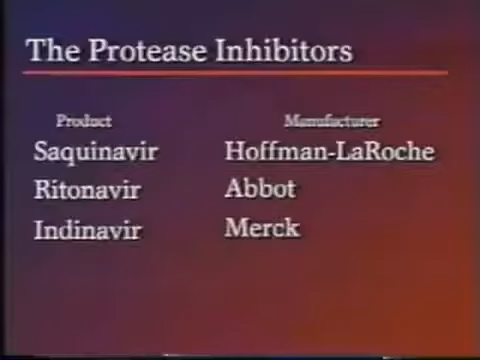 The Protease Inhibitors
Product Manufacturer
Saquinavir Hoffman-LaRoche
Ritonavir Abbot
Indinavir Merck